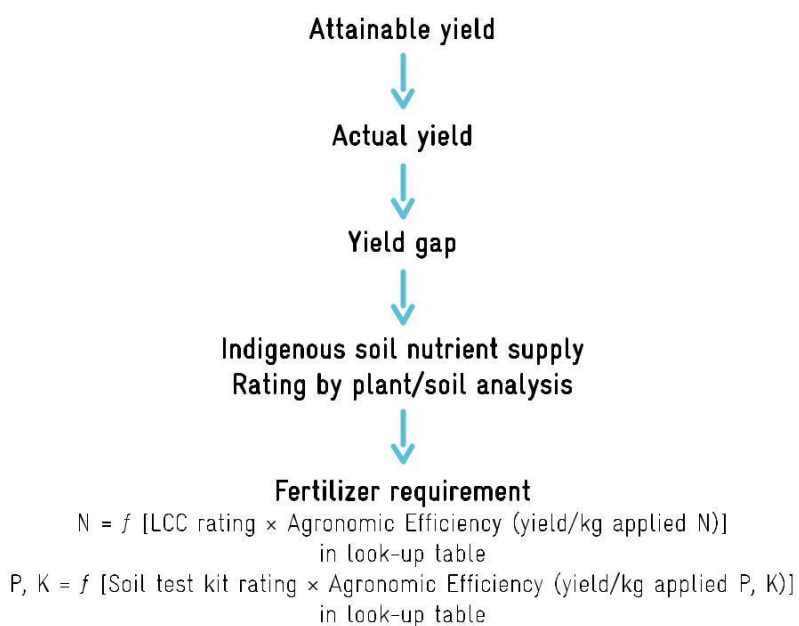 Attainable yield
Actual yield
Yield gap
Indigenous soil nutrient supply
Rating by plant/soil analysis
Fertilizer requirement
N = f [LCC rating × Agronomic Efficiency (yield/kg applied N)]
in look-up table
P, K = f [Soil test kit rating × Agronomic Efficiency (yield/kg applied P, K)]
in look-up table